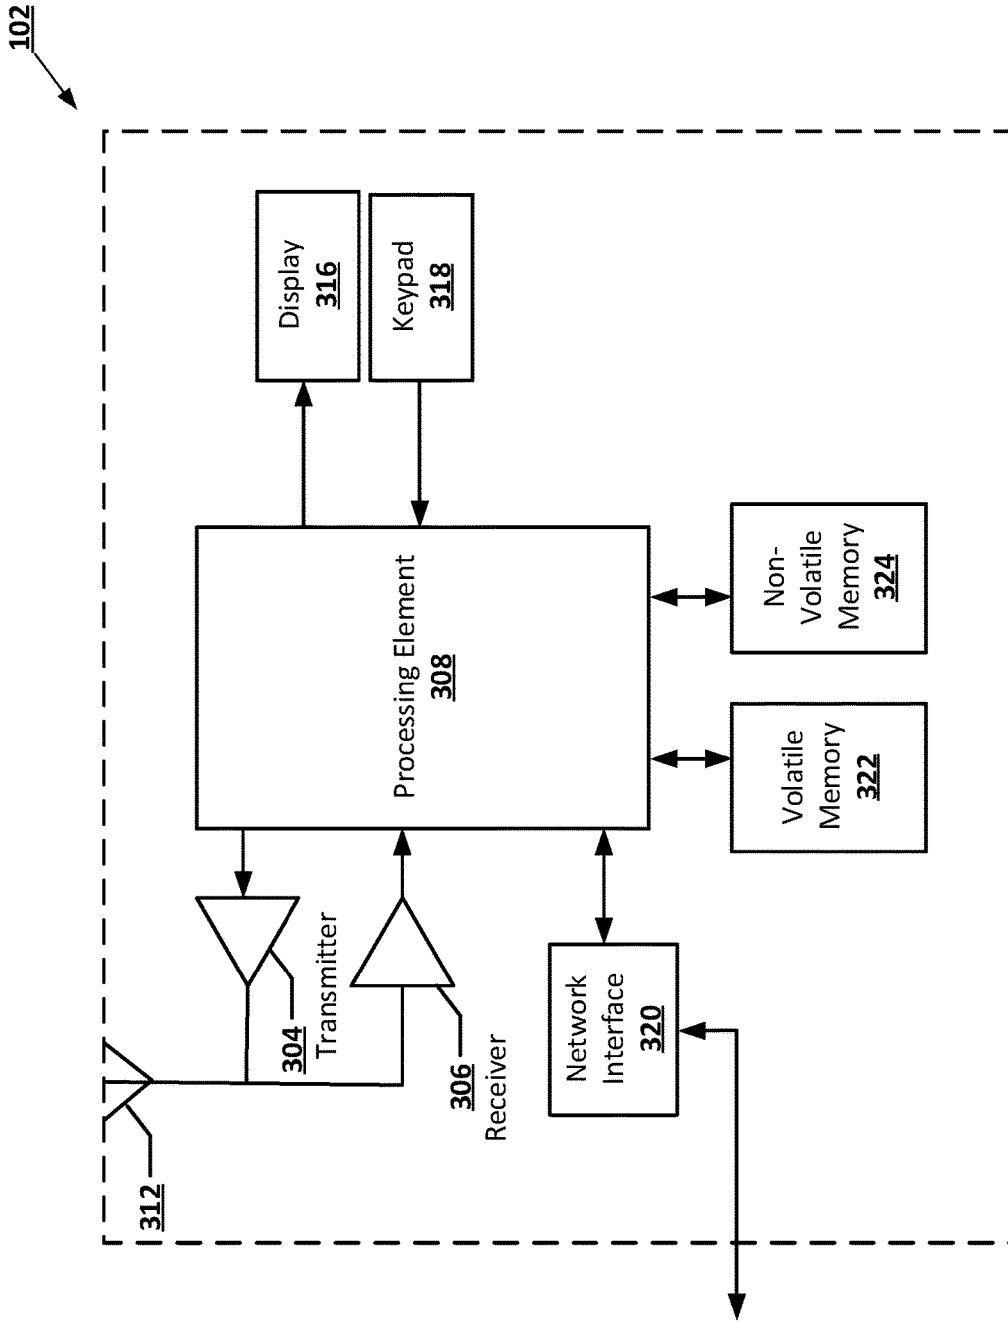 102
312
304
Transmitter
306
Receiver
Network
Interface
320
Processing Element
308
Display
316
Keypad
318
Volatile
Memory
322
Non-
Volatile
Memory
324